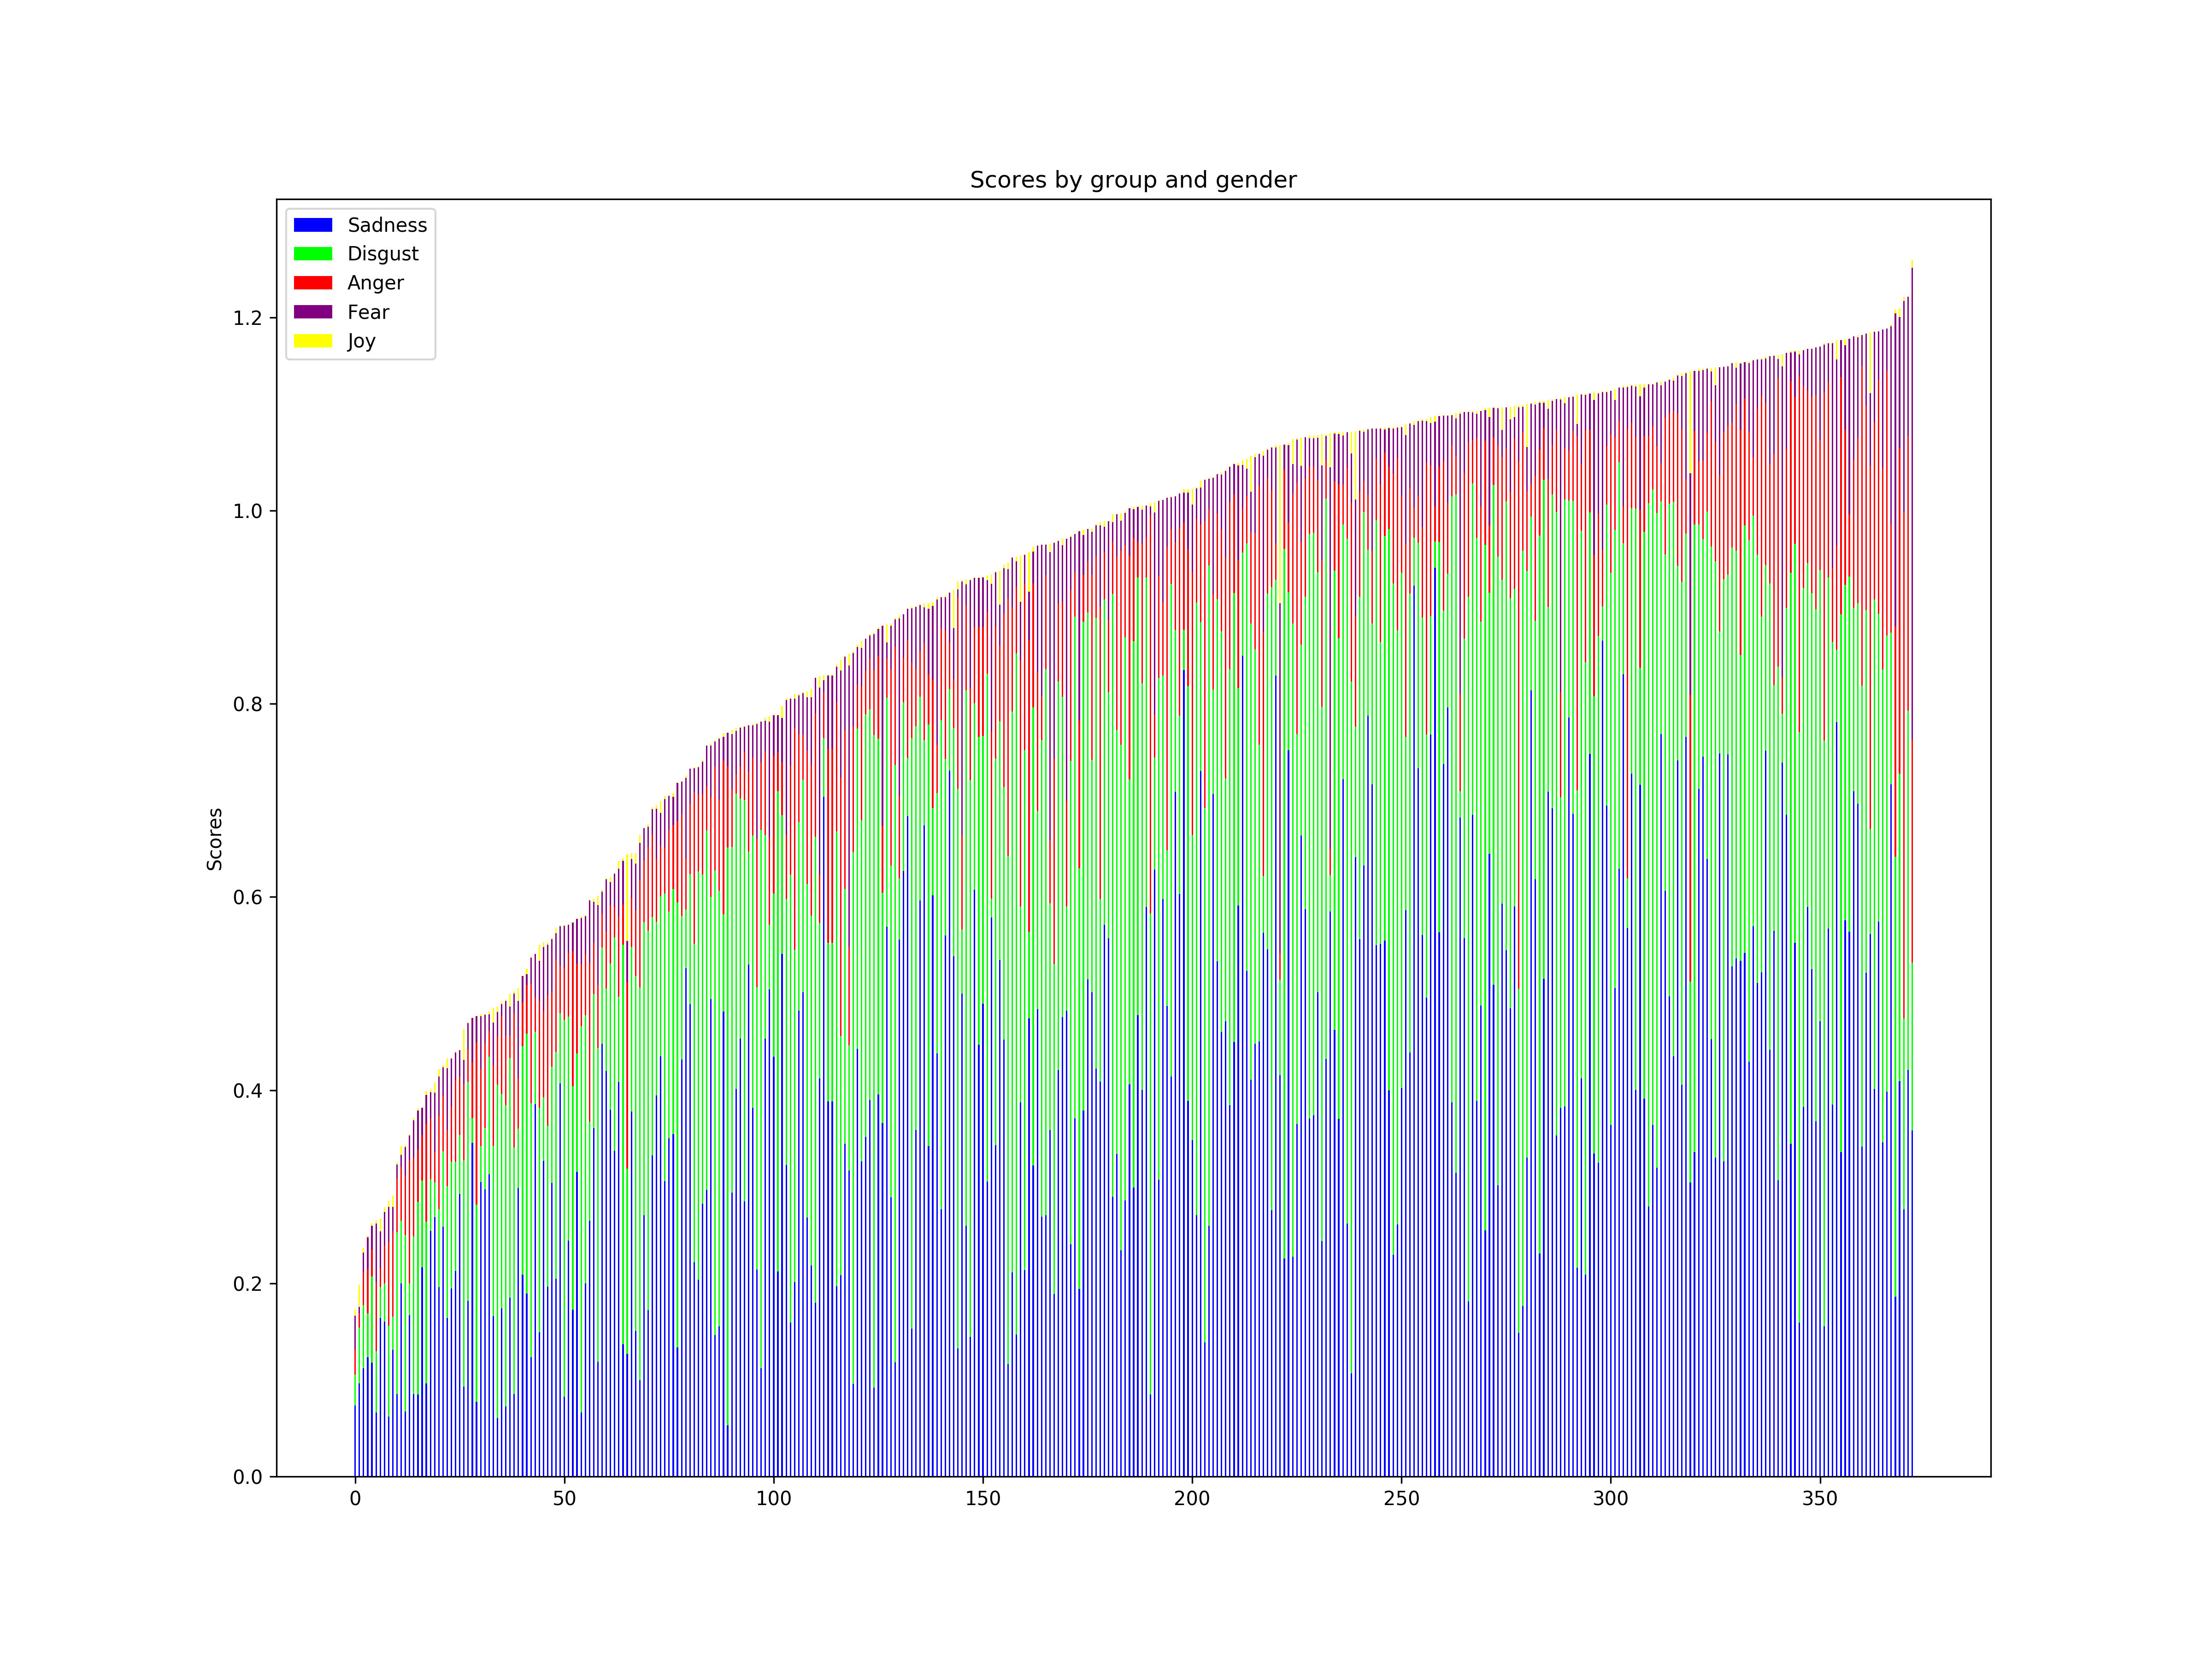 Scores by group and gender
Sadness
Disgust
Anger
Fear
Joy
Scores
1.2
1.0
0.8
0.6
0.4
0.2
0.0
0 50 100 150 200 250 300 350